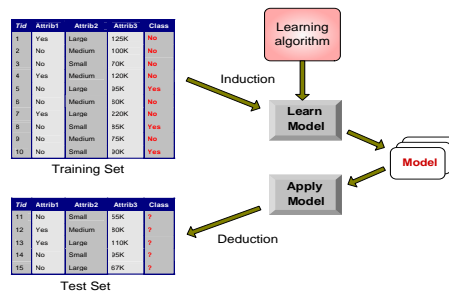 Tid Attrib1 Attrib2 Attrib3 Class
1 Yes Large 125K No
2 No Medium 100K No
3 No Small 70K No
4 Yes Medium 120K No
5 No Large 95K Yes
6 No Medium 60K No
7 Yes Large 220K No
8 No Small 85K Yes
9 No Medium 75K No
10 No Small 90K Yes
Training Set
Learning
algorithm
Induction
Learn
Model
Model
Apply
Model
Deduction
Tid Attrib1 Attrib2 Attrib3 Class
11 No Small 55K ?
12 Yes Medium 80K ?
13 Yes Large 110K ?
14 No Small 95K ?
15 No Large 67K ?
Test Set